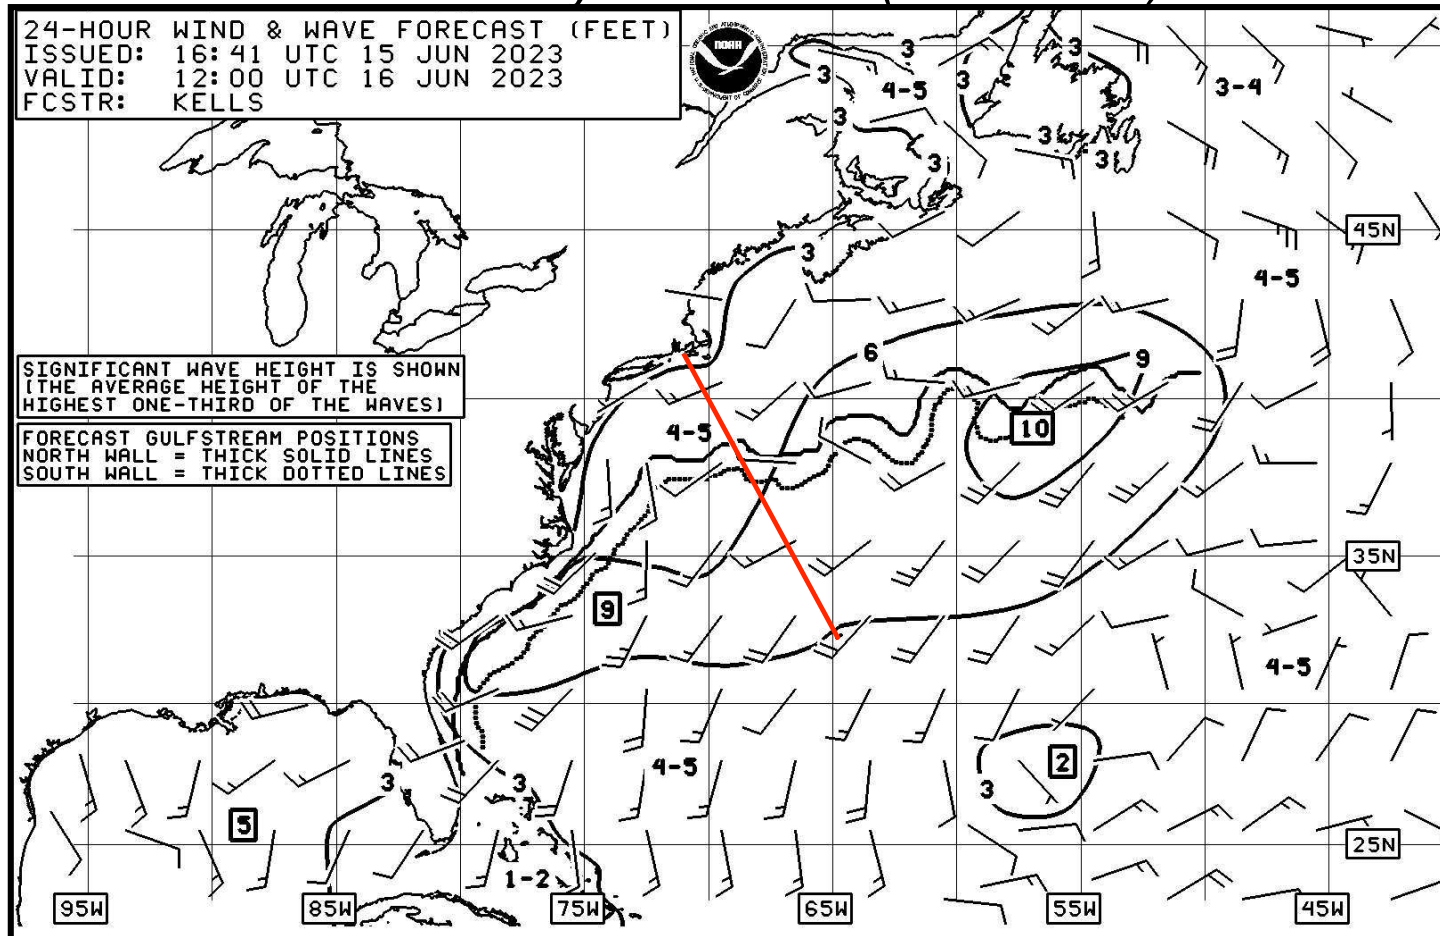 24-HOUR WIND & WAVE FORECAST (FEET)
ISSUED: 16:41 UTC 15 JUN 2023
VALID: 12:00 UTC 16 JUN 2023
FCSTR: KELLS
NOAA
3
3
3
3
4-5
3-4
3
3
3
3
45N
3
4-5
SIGNIFICANT WAVE HEIGHT IS SHOWN
(THE AVERAGE HEIGHT OF THE
HIGHEST ONE-THIRD OF THE WAVES)
6
9
FORECAST GULFSTREAM POSITIONS
NORTH WALL = THICK SOLID LINES
SOUTH WALL = THICK DOTTED LINES
4-5
10
35N
9
4-5
4-5
2
3
3
3
5
25N
1-2
95W
85W
75W
65W
55W
45W